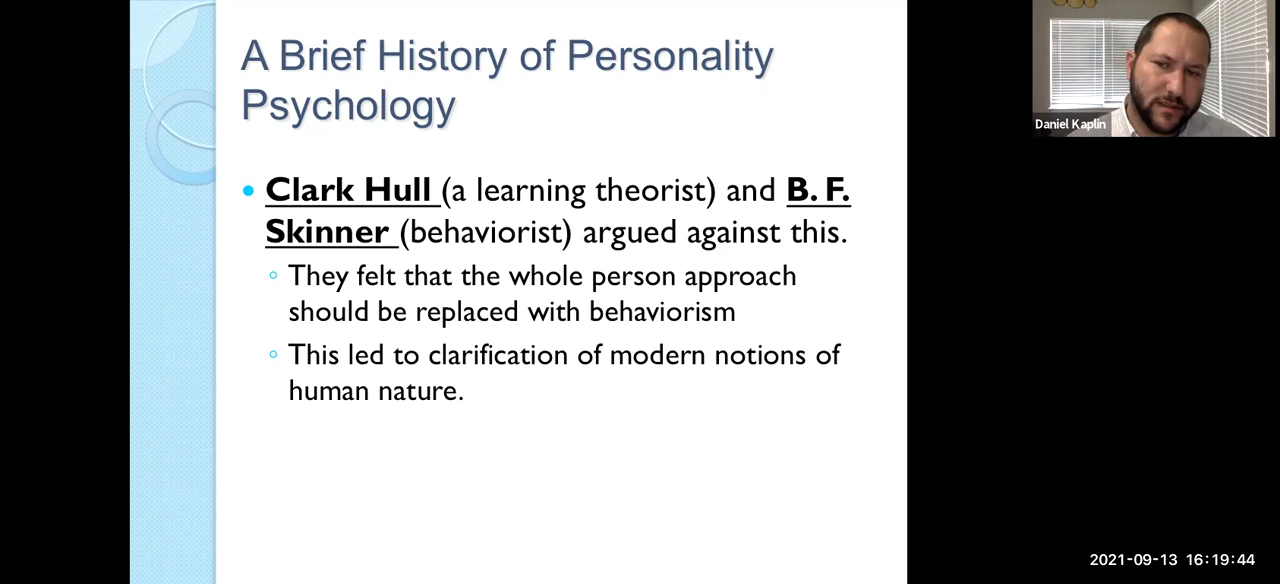 A Brief History of Personality
Psychology
Clark Hull (a learning theorist) and B. F.
Skinner (behaviorist) argued against this.
They felt that the whole person approach
should be replaced with behaviorism
This led to clarification of modern notions of
human nature.
Daniel Kaplin
2021-09-13 16:19:44